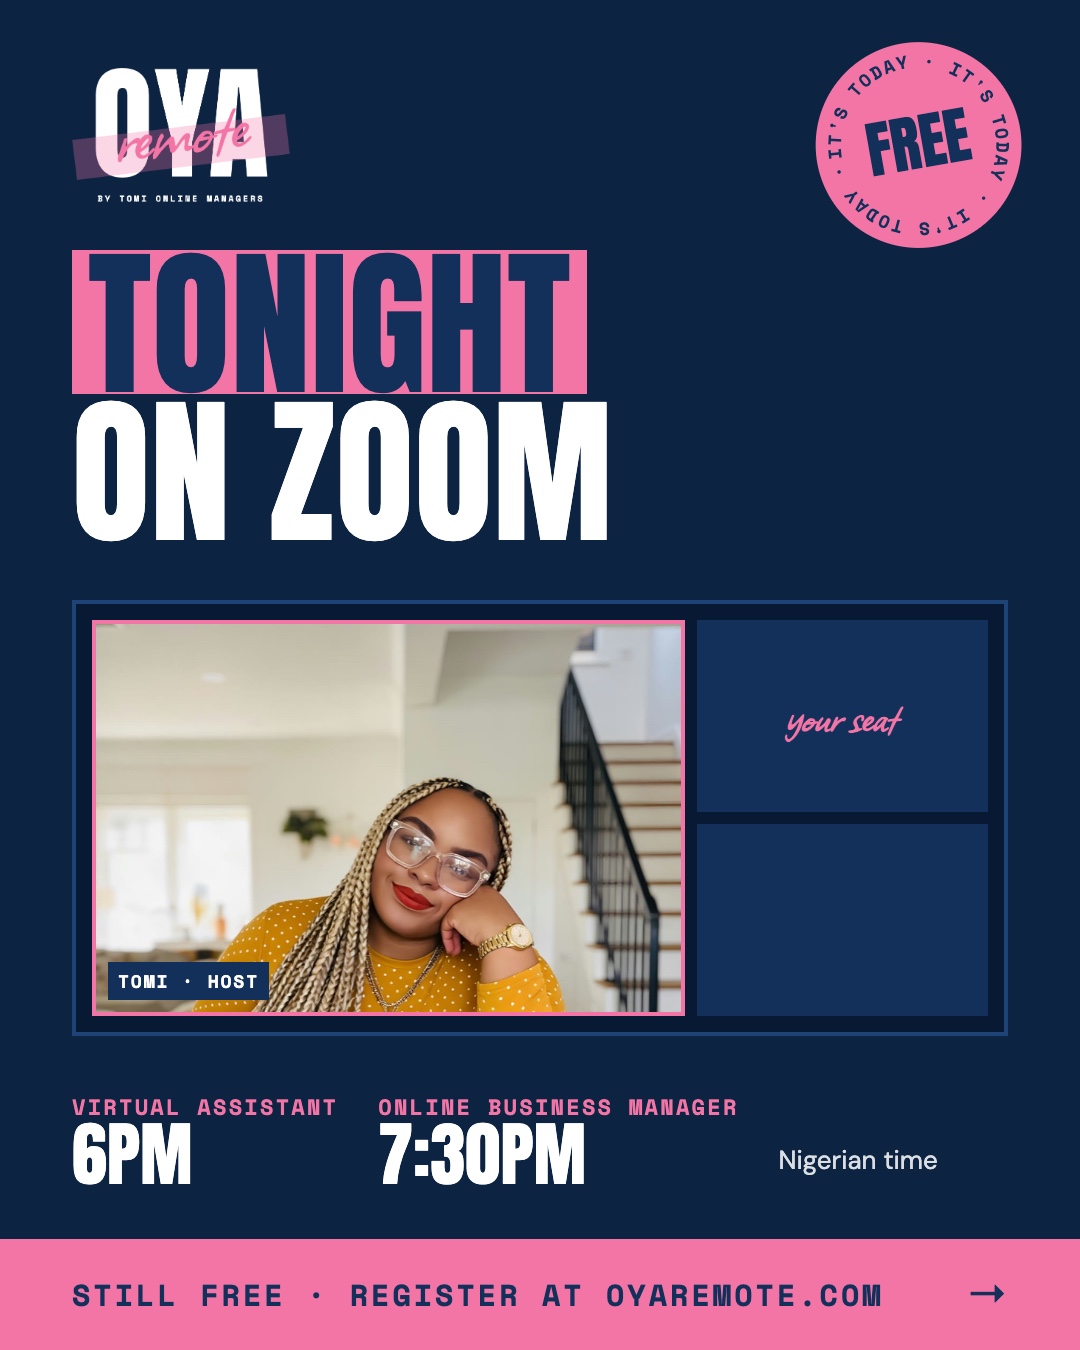 OYA
remote
BY TOMI ONLINE MANAGERS
IT'S TODAY · IT'S TODAY · IT'S TODAY ·
FREE
TONIGHT
ON ZOOM
your seat
TOMI · HOST
VIRTUAL ASSISTANT
6PM
ONLINE BUSINESS MANAGER
7:30PM
Nigerian time
STILL FREE · REGISTER AT OYAREMOTE.COM →